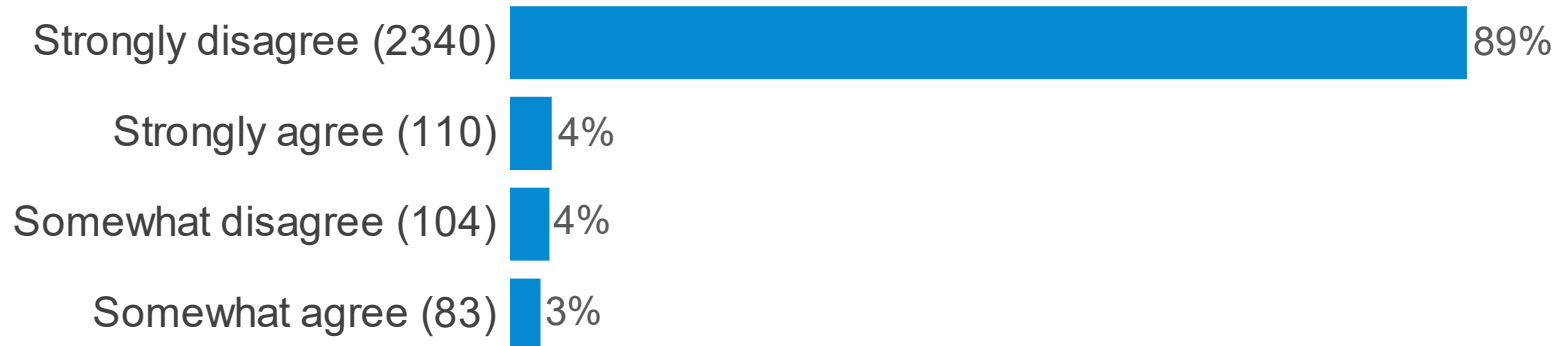 Strongly disagree (2340) 89%
Strongly agree (110) 4%
Somewhat disagree (104) 4%
Somewhat agree (83) 3%